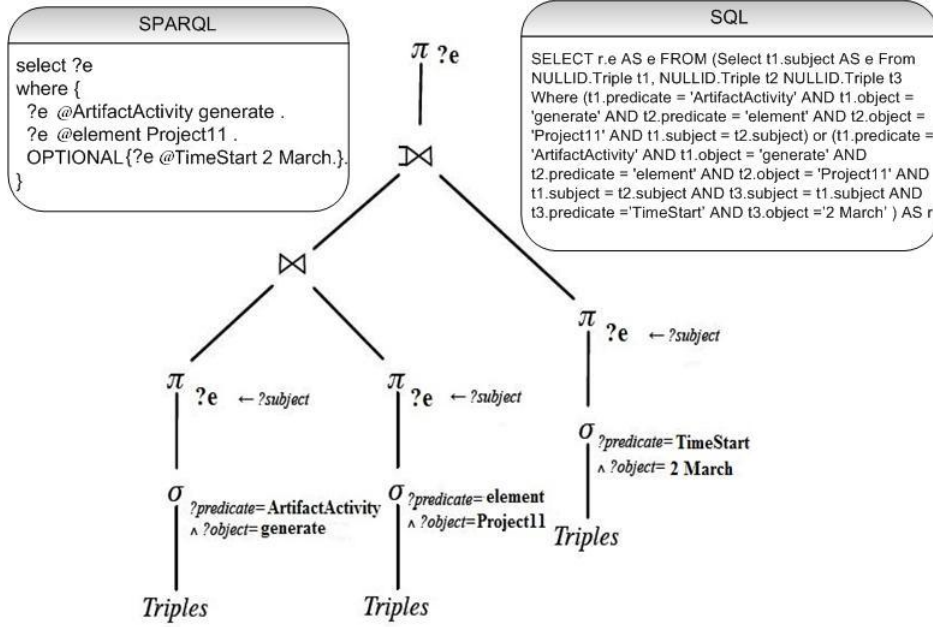 SPARQL
select ?e
where {
?e @ArtifactActivity generate .
?e @element Project11 .
OPTIONAL{?e @TimeStart 2 March.}.
}
SQL
SELECT r.e AS e FROM (Select t1.subject AS e From
NULLID.Triple t1, NULLID.Triple t2 NULLID.Triple t3
Where (t1.predicate = 'ArtifactActivity' AND t1.object =
'generate' AND t2.predicate = 'element' AND t2.object =
'Project11' AND t1.subject = t2.subject) or (t1.predicate =
'ArtifactActivity' AND t1.object = 'generate' AND
t2.predicate = 'element' AND t2.object = 'Project11' AND
t1.subject = t2.subject AND t3.subject = t1.subject AND
t3.predicate ='TimeStart' AND t3.object ='2 March' ) AS r
π ?e
⟕
⋈
π ?e ← ?subject
π ?e ← ?subject
π ?e ← ?subject
σ ?predicate= ArtifactActivity
∧ ?object= generate
σ ?predicate= element
∧ ?object=Project11
σ ?predicate= TimeStart
∧ ?object= 2 March
Triples
Triples
Triples